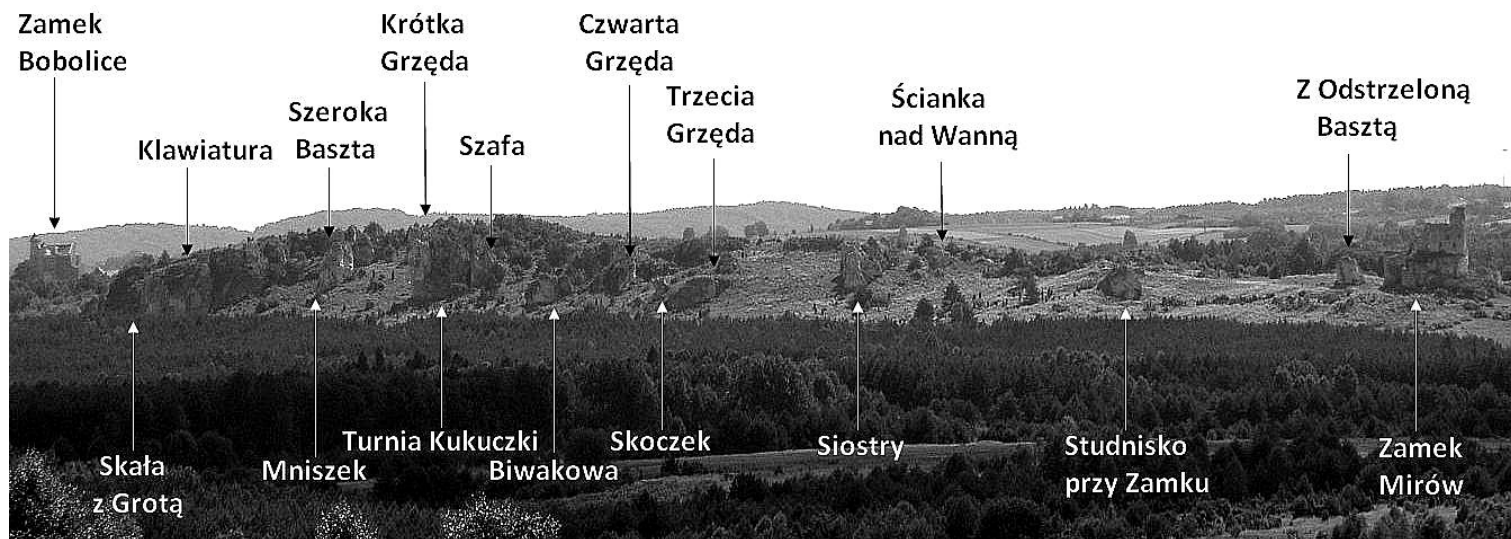 Zamek
Bobolice
Klawiatura
Szeroka
Baszta
Krótka
Grzęda
Szafa
Czwarta
Grzęda
Trzecia
Grzęda
Ścianka
nad Wanną
Z Odstrzeloną
Basztą
Skała
z Grotą
Mniszek
Turnia Kukuczki
Biwakowa
Skoczek
Siostry
Studnisko
przy Zamku
Zamek
Mirów